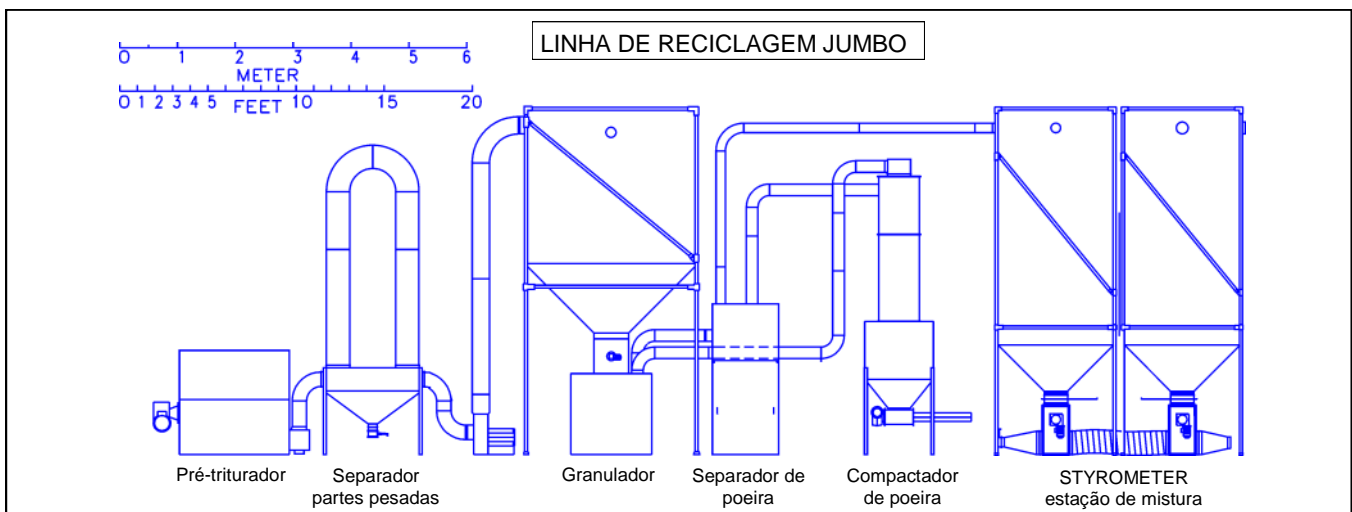 LINHA DE RECICLAGEM JUMBO
0 1 2 3 4 5 6
METER
0 1 2 3 4 5 FEET 10 15 20
Pré-triturador
Separador
partes pesadas
Granulador
Separador de
poeira
Compactador
de poeira
STYROMETER
estação de mistura